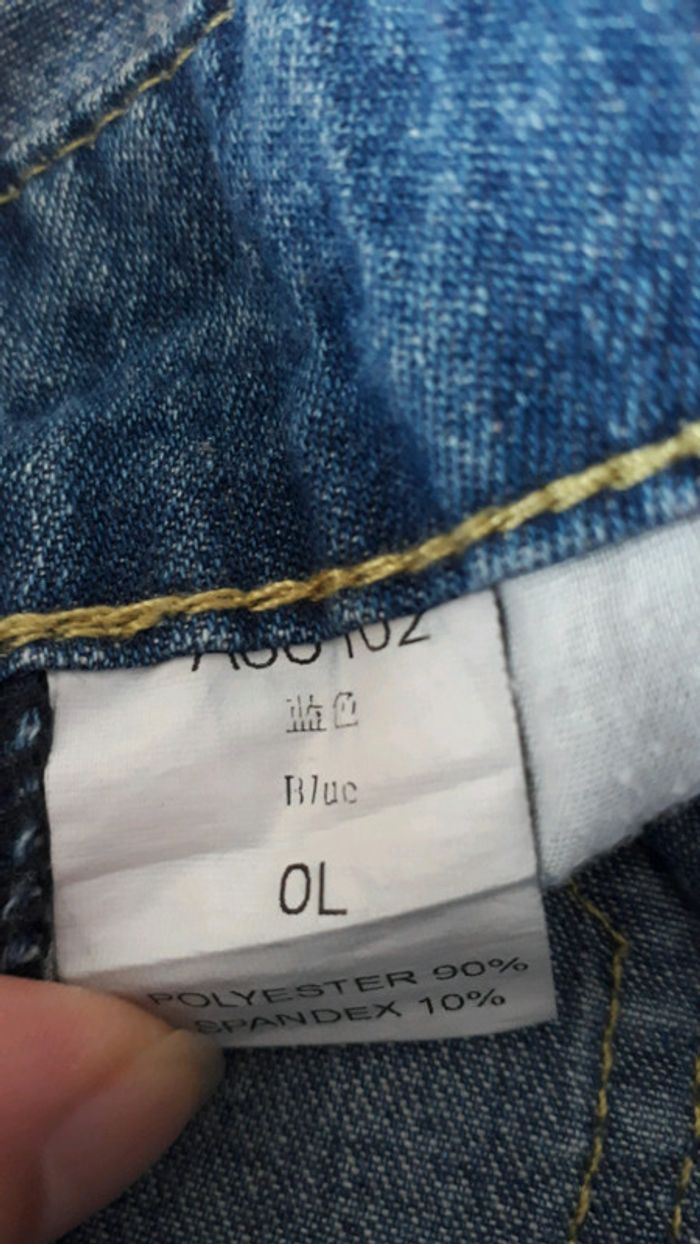 蓝色
Blue
0L
POLYESTER 90%
SPANDEX 10%